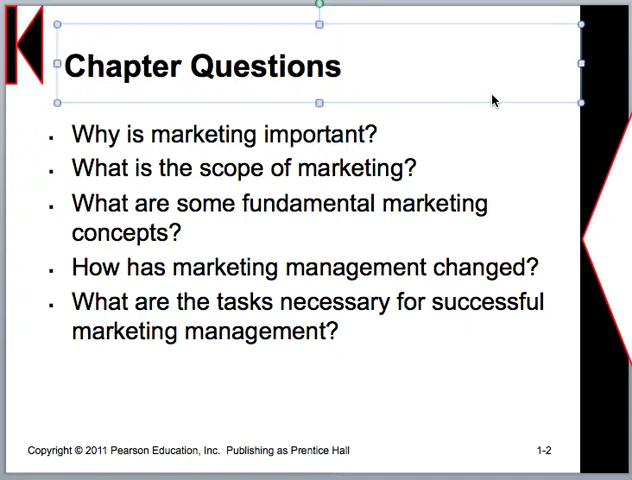 Chapter Questions
▪ Why is marketing important?
▪ What is the scope of marketing?
▪ What are some fundamental marketing
concepts?
▪ How has marketing management changed?
▪ What are the tasks necessary for successful
marketing management?
Copyright © 2011 Pearson Education, Inc. Publishing as Prentice Hall 1-2